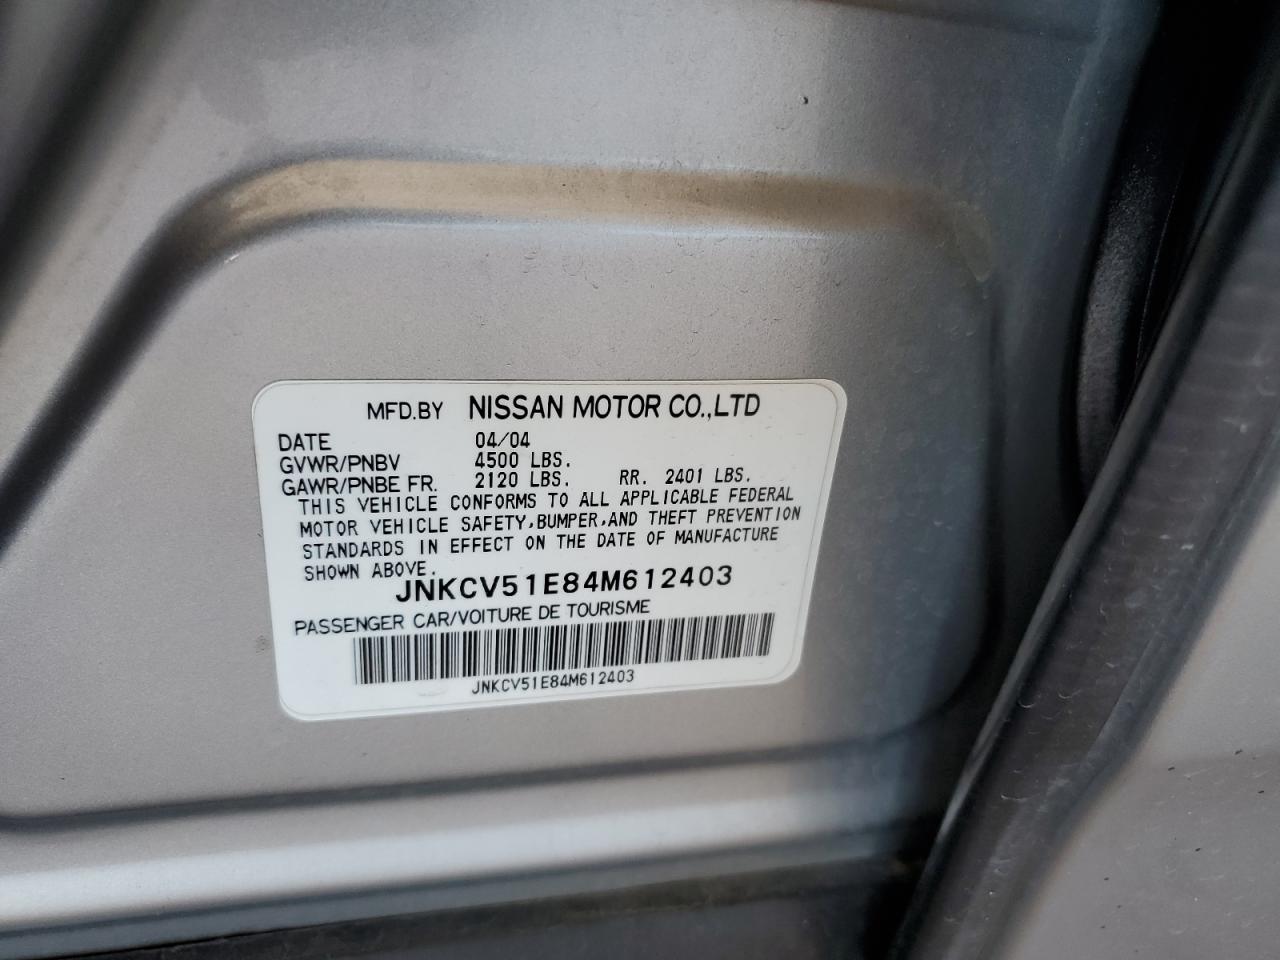 MFD.BY NISSAN MOTOR CO.,LTD
DATE 04/04
GVWR/PNBV 4500 LBS.
GAWR/PNBE FR. 2120 LBS. RR. 2401 LBS.
THIS VEHICLE CONFORMS TO ALL APPLICABLE FEDERAL
MOTOR VEHICLE SAFETY,BUMPER,AND THEFT PREVENTION
STANDARDS IN EFFECT ON THE DATE OF MANUFACTURE
SHOWN ABOVE.
JNKCV51E84M612403
PASSENGER CAR/VOITURE DE TOURISME
JNKCV51E84M612403